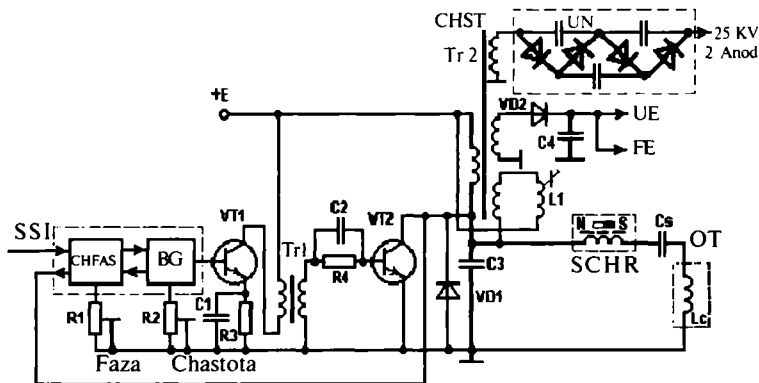 CHST
UN
25 KV
2 Anod
Tr 2
+E
VD2
UE
C4
FE
L1
SSI
CHFAS
BG
VT1
Tr1
C2
R4
VT2
C3
VD1
N S
SCHR
Cs
OT
Lc
R1
R2
C1
R3
Faza
Chastota